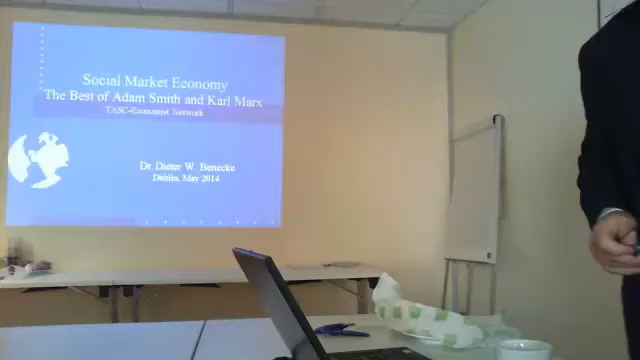 Social Market Economy
The Best of Adam Smith and Karl Marx
TASC-Economist Network
Dr. Dieter W. Benecke
Dublin, May 2014